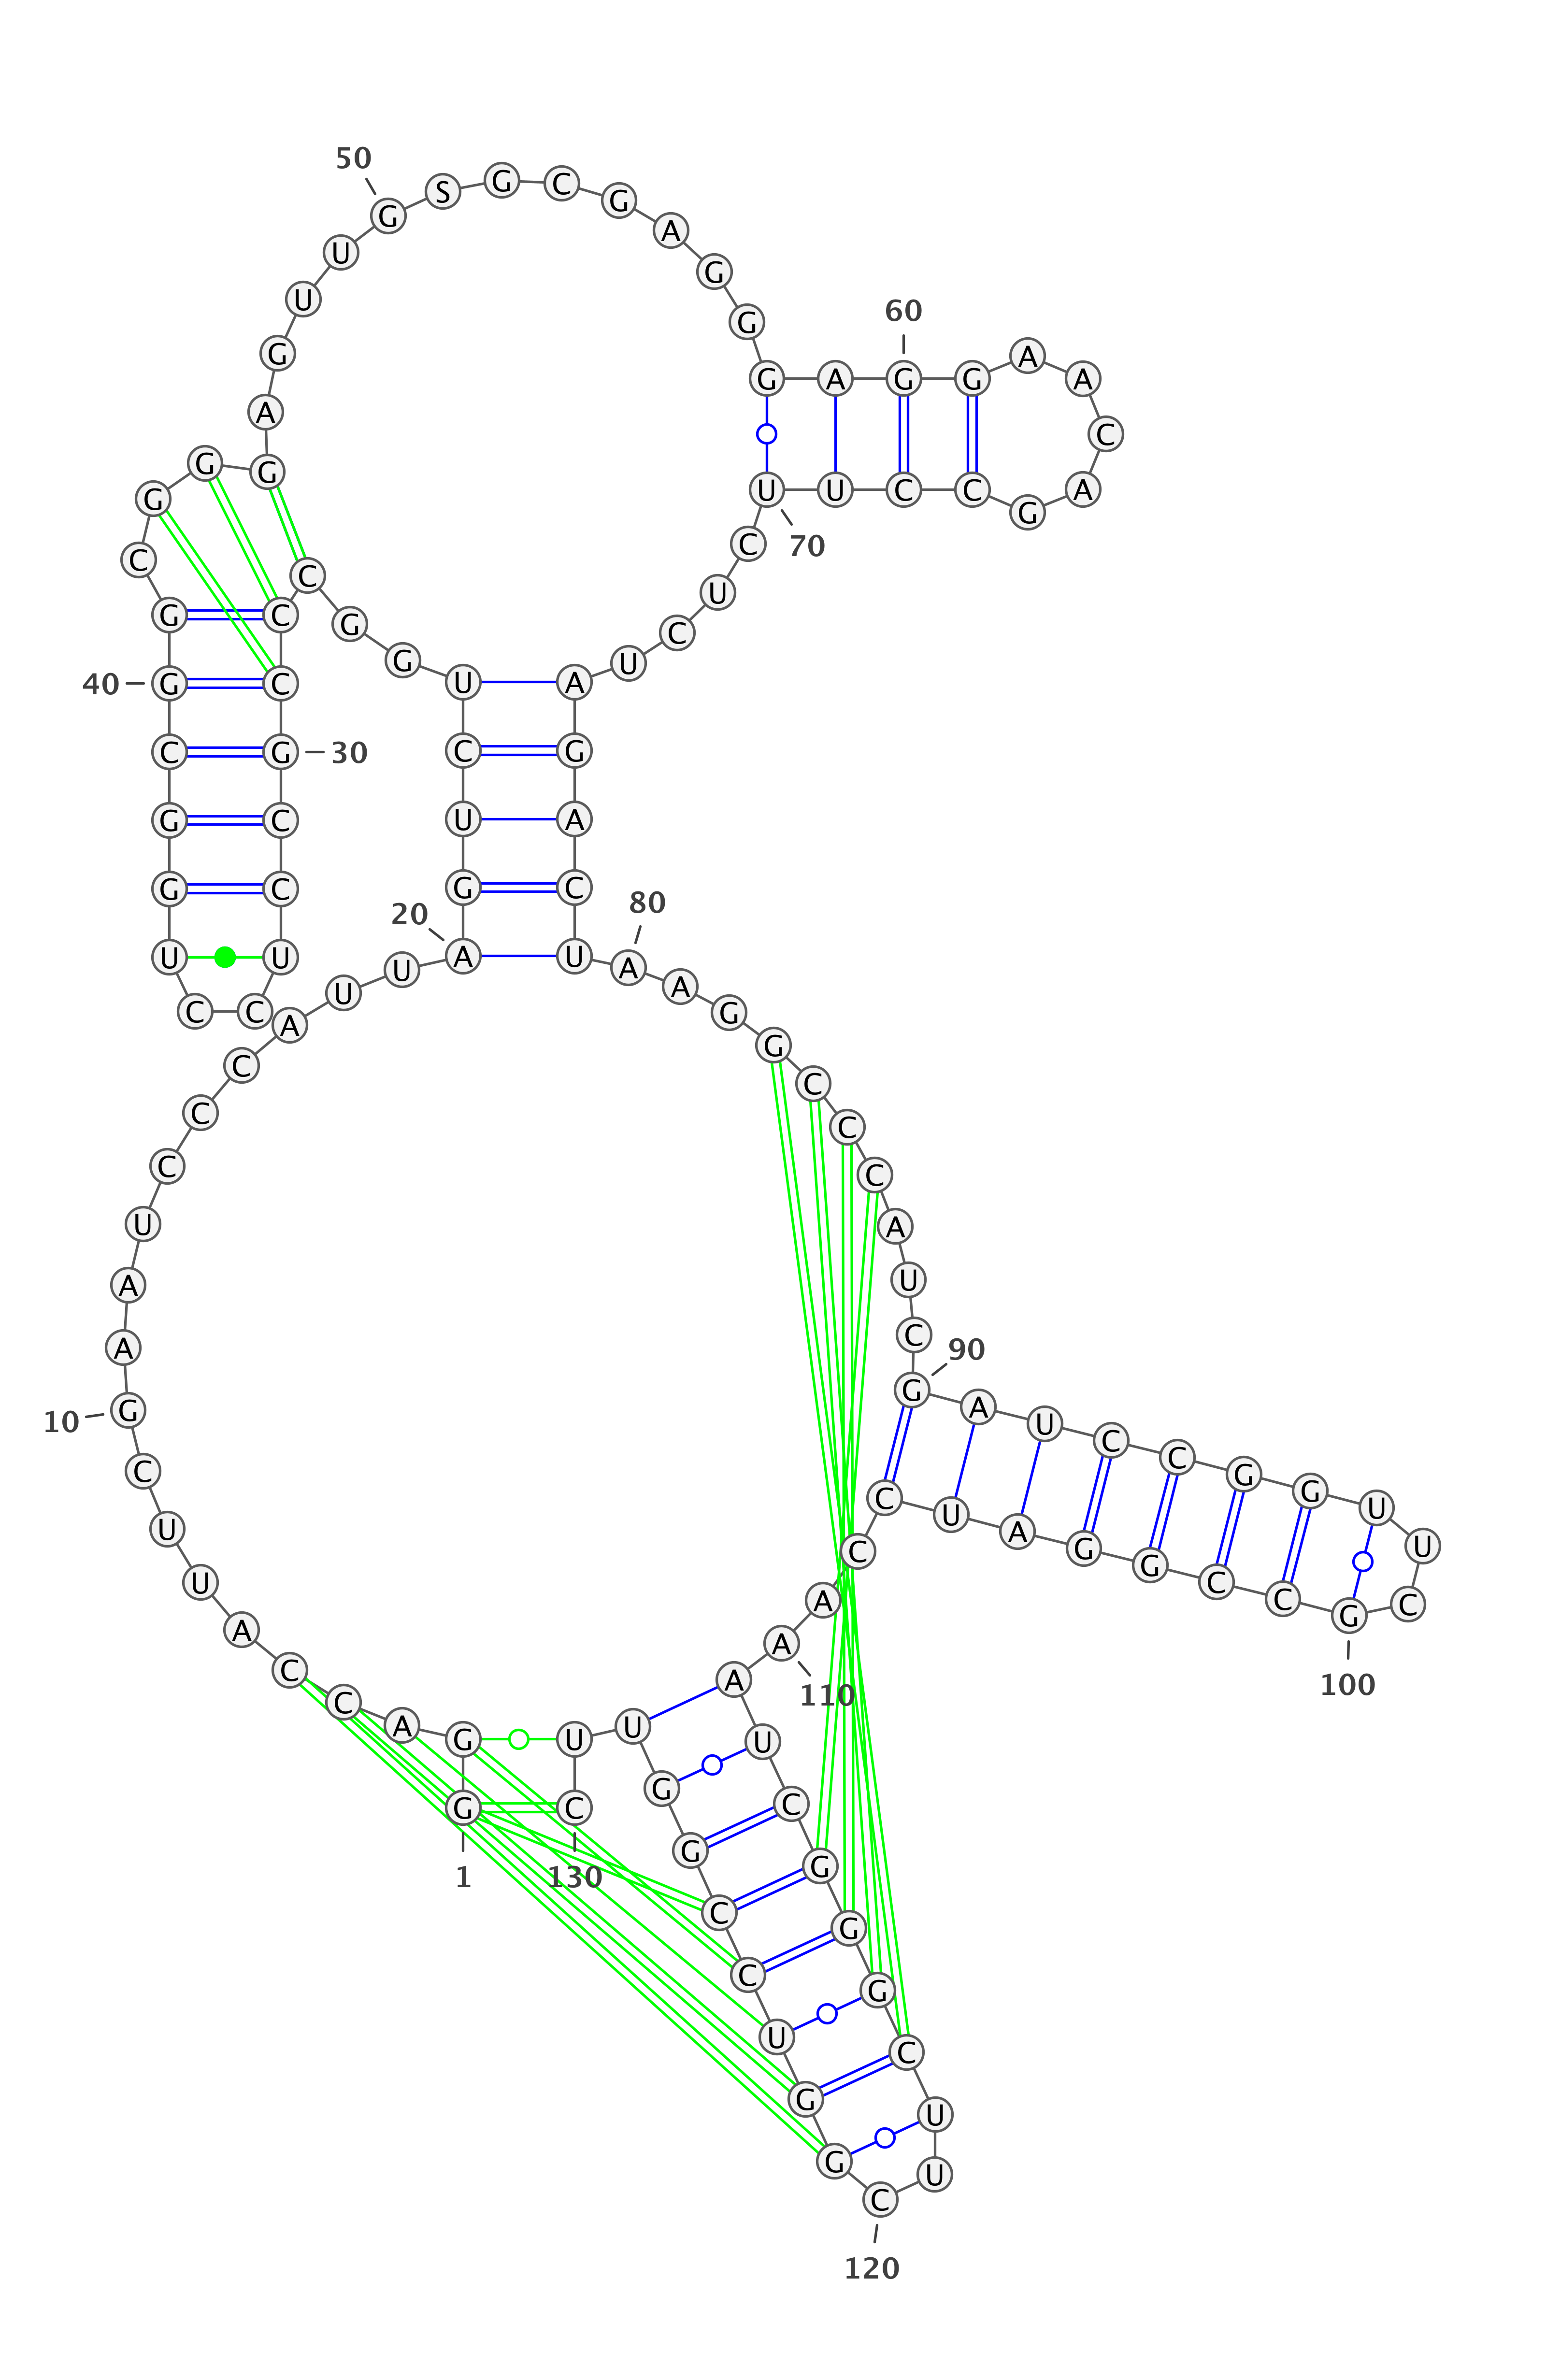 1
G G A C C A U U C
10
G A A U C C C A U U
20
A G U C U G G C C C
30
G C C U C C U G G C
40
G G C G G G A G U U
50
G S G C G A G G G A
60
G G A A C A G C C U
70
U C U C U A G A C U
80
A A G G C C C A U C
90
G A U C C G G U U C
100
G C C G G A U C C A
110
A A U C G G G C U U
120
C G G U C C G G U U
130
C